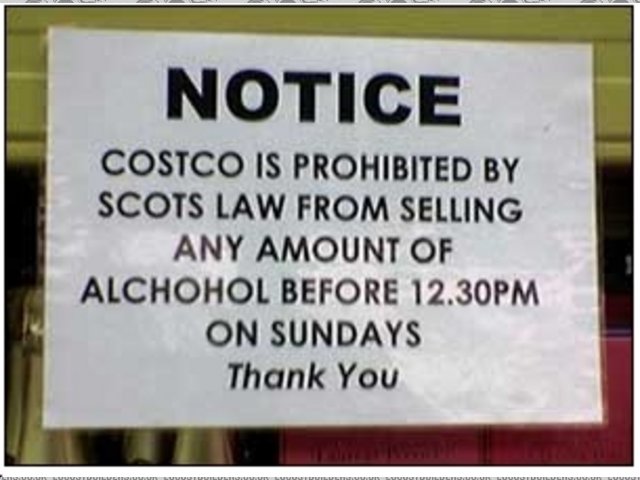 NOTICE
COSTCO IS PROHIBITED BY
SCOTS LAW FROM SELLING
ANY AMOUNT OF
ALCHOHOL BEFORE 12.30PM
ON SUNDAYS
Thank You